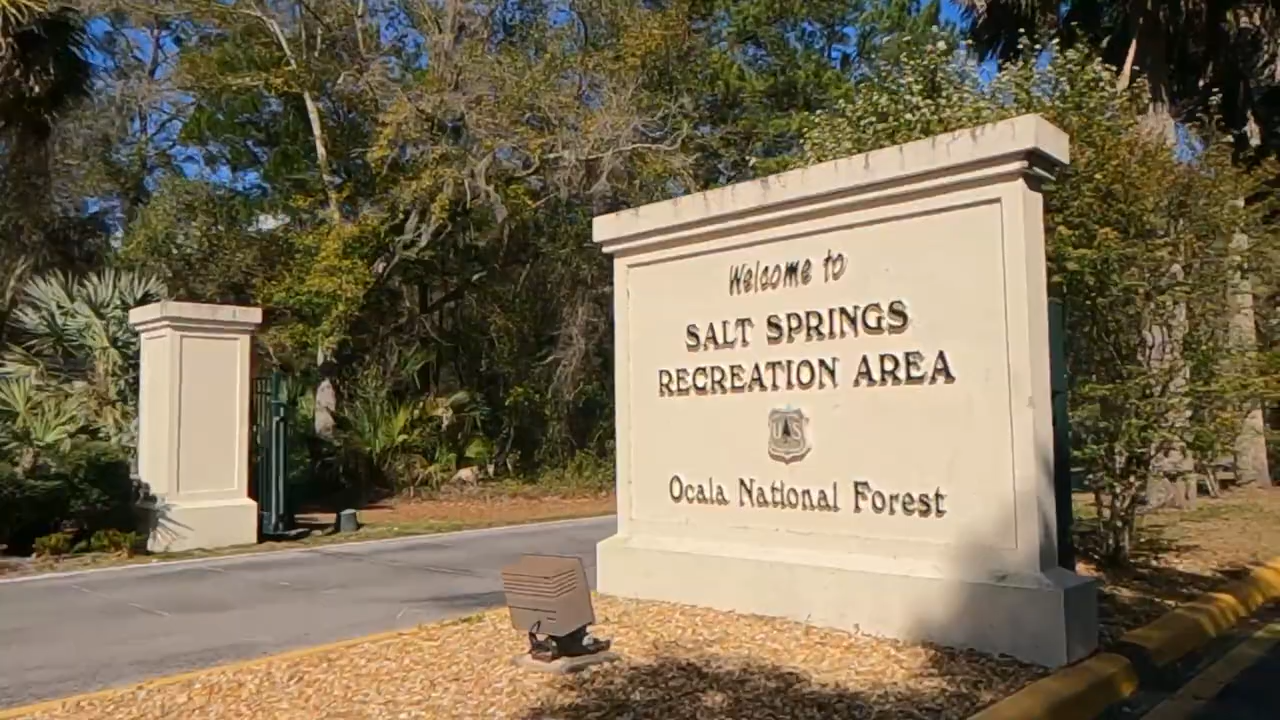 Welcome to
SALT SPRINGS
RECREATION AREA
U S
Ocala National Forest